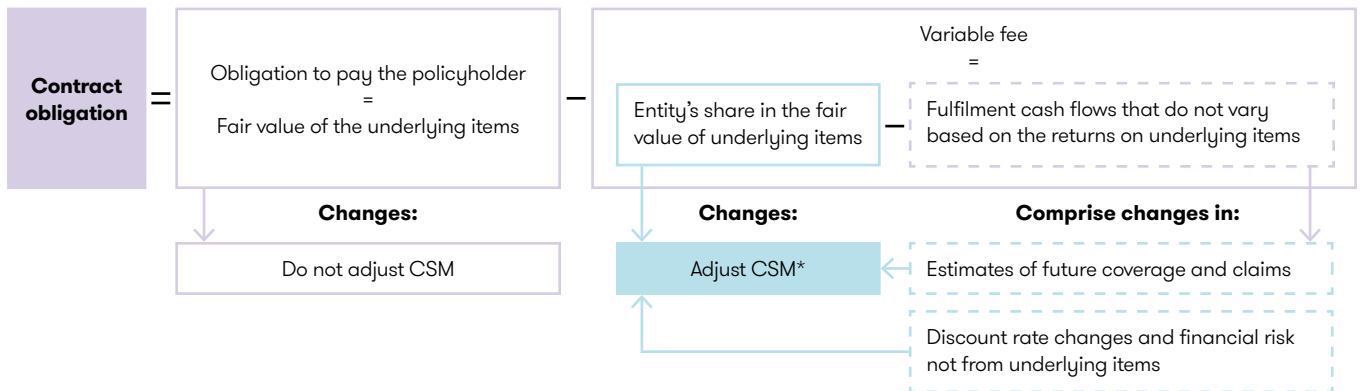 Contract
obligation
=
Obligation to pay the policyholder
=
Fair value of the underlying items
–
Variable fee
=
Entity’s share in the fair
value of underlying items
–
Fulfilment cash flows that do not vary
based on the returns on underlying items
Changes:
Do not adjust CSM
Changes:
Adjust CSM*
Comprise changes in:
Estimates of future coverage and claims
Discount rate changes and financial risk
not from underlying items